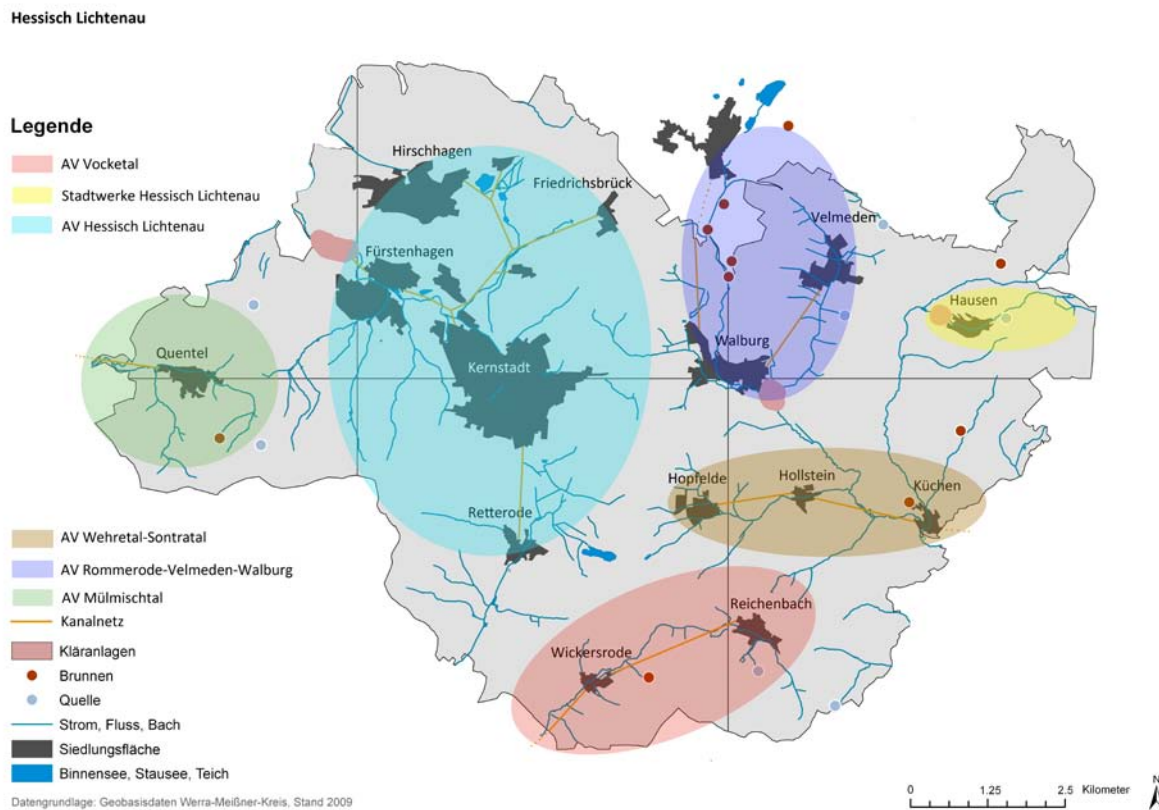 Hessisch Lichtenau
Legende
AV Vocketal
Stadtwerke Hessisch Lichtenau
AV Hessisch Lichtenau
Hirschhagen
Friedrichsbrück
Velmeden
Fürstenhagen
Hausen
Quentel
Kernstadt
Walburg
Hopfelde
Hollstein
Küchen
Retterode
Reichenbach
Wickersrode
AV Wehretal-Sontratal
AV Rommerode-Velmeden-Walburg
AV Mülmischtal
Kanalnetz
Kläranlagen
Brunnen
Quelle
Strom, Fluss, Bach
Siedlungsfläche
Binnensee, Stausee, Teich
Datengrundlage: Geobasisdaten Werra-Meißner-Kreis, Stand 2009
0 1.25 2.5 Kilometer
N